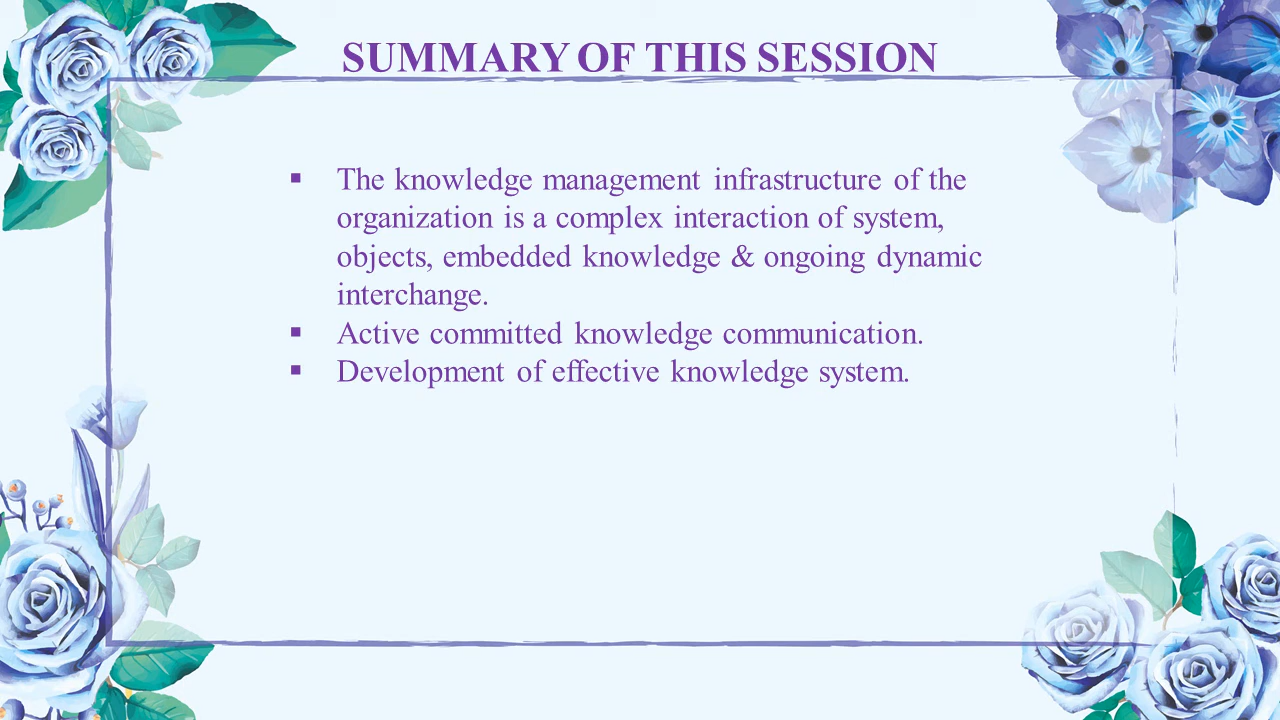 SUMMARY OF THIS SESSION
▪ The knowledge management infrastructure of the
organization is a complex interaction of system,
objects, embedded knowledge & ongoing dynamic
interchange.
▪ Active committed knowledge communication.
▪ Development of effective knowledge system.